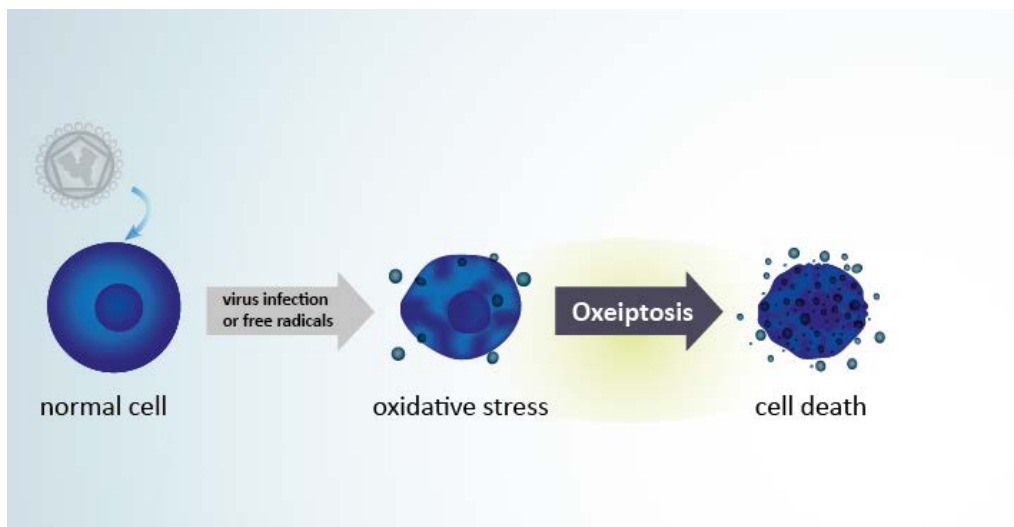 virus infection
or free radicals
Oxeiptosis
normal cell
oxidative stress
cell death